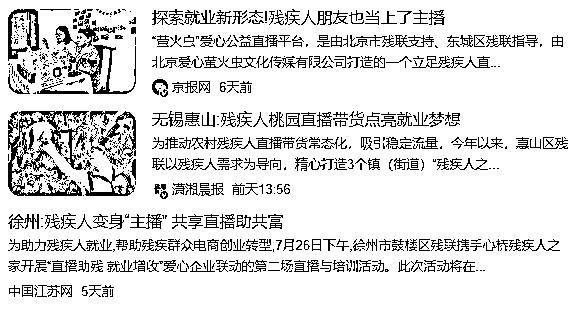 探索就业新形态!残疾人朋友也当上了主播
“萤火虫”爱心公益直播平台，是由北京市残联支持、东城区残联指导，由
北京爱心萤火虫文化传媒有限公司打造的一个立足残疾人直...
京报网 6天前
无锡惠山:残疾人桃园直播带货点亮就业梦想
为推动农村残疾人直播带货常态化，吸引稳定流量，今年以来，惠山区残
联以残疾人需求为导向，精心打造3个镇（街道）“残疾人之...
潇湘晨报 前天13:56
徐州:残疾人变身“主播” 共享直播助共富
为助力残疾人就业,帮助残疾群众电商创业转型,7月26日下午,徐州市鼓楼区残联携手心桥残疾人之
家开展“直播助残 就业增收”爱心企业联动的第二场直播与培训活动。此次活动将在...
中国江苏网 5天前